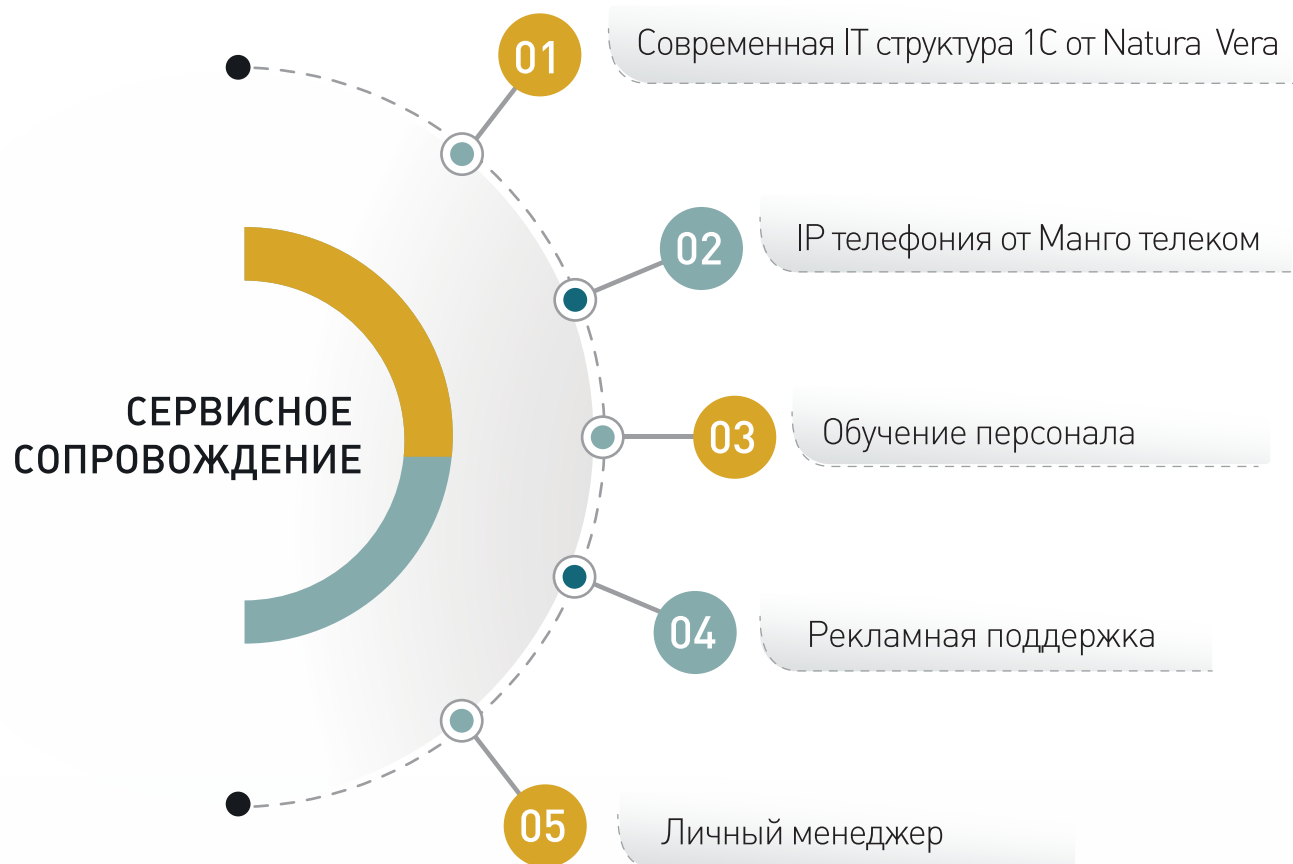 01
Современная IT структура 1С от Natura Vera
02
IP телефония от Манго телеком
СЕРВИСНОЕ
СОПРОВОЖДЕНИЕ
03
Обучение персонала
04
Рекламная поддержка
05
Личный менеджер